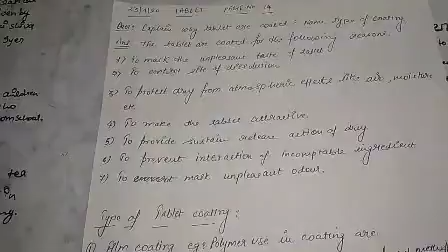 TABLET
Ques: Explain why tablet are coated. Name type of coating
The tablet are coated for the following reasons.
1) To mask the unpleasant taste of tablet
2) To control site of
3) To protect drug from atmospheric effects like air, moisture
etc
4) To make the tablet attractive.
5) To provide sustain release action of drug
6) To prevent interaction of ingredient
7) To mask unpleasant odour.
Type of Tablet coating:
Film coating eg: Polymer use in coating are